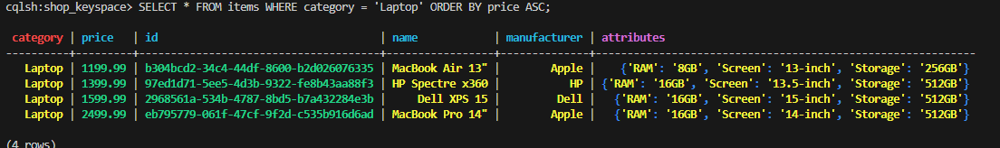 cqlsh:shop_keyspace> SELECT * FROM items WHERE category = 'Laptop' ORDER BY price ASC;
category | price | id | name | manufacturer | attributes
----------+---------+--------------------------------------+----------------+--------------+---------------------------------------------------------
Laptop | 1199.99 | b304bcd2-34c4-44df-8600-b2d026076335 | MacBook Air 13" | Apple | {'RAM': '8GB', 'Screen': '13-inch', 'Storage': '256GB'}
Laptop | 1399.99 | 97ed1d71-5ee5-4d3b-9322-fe8b43aa88f3 | HP Spectre x360 | HP | {'RAM': '16GB', 'Screen': '13.5-inch', 'Storage': '512GB'}
Laptop | 1599.99 | 2968561a-534b-4787-8bd5-b7a432284e3b | Dell XPS 15 | Dell | {'RAM': '16GB', 'Screen': '15-inch', 'Storage': '512GB'}
Laptop | 2499.99 | eb795779-061f-47cf-9f2d-c535b916d6ad | MacBook Pro 14" | Apple | {'RAM': '16GB', 'Screen': '14-inch', 'Storage': '512GB'}
(4 rows)